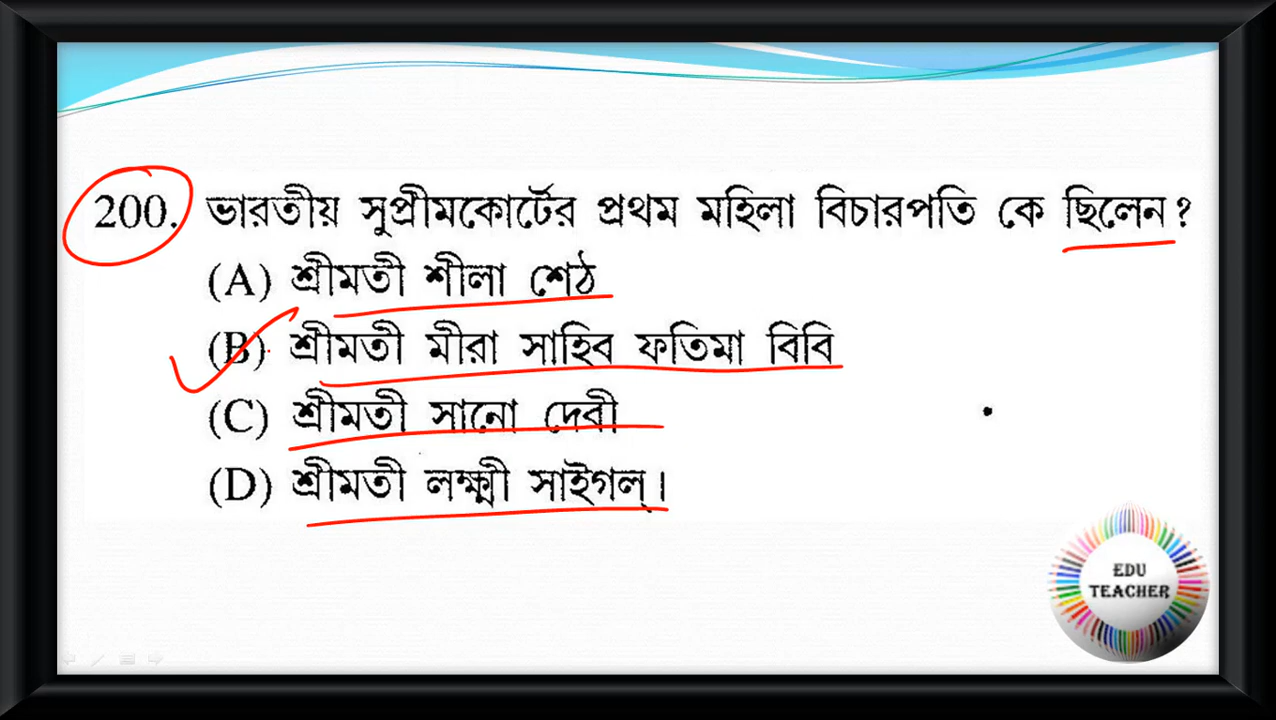 200. ভারতীয় সুপ্রীমকোর্টের প্রথম মহিলা বিচারপতি কে ছিলেন?
(A) শ্রীমতী শীলা শেঠ
(B) শ্রীমতী মীরা সাহিব ফতিমা বিবি
(C) শ্রীমতী সানো দেবী
(D) শ্রীমতী লক্ষ্মী সাইগল্।
EDU
TEACHER